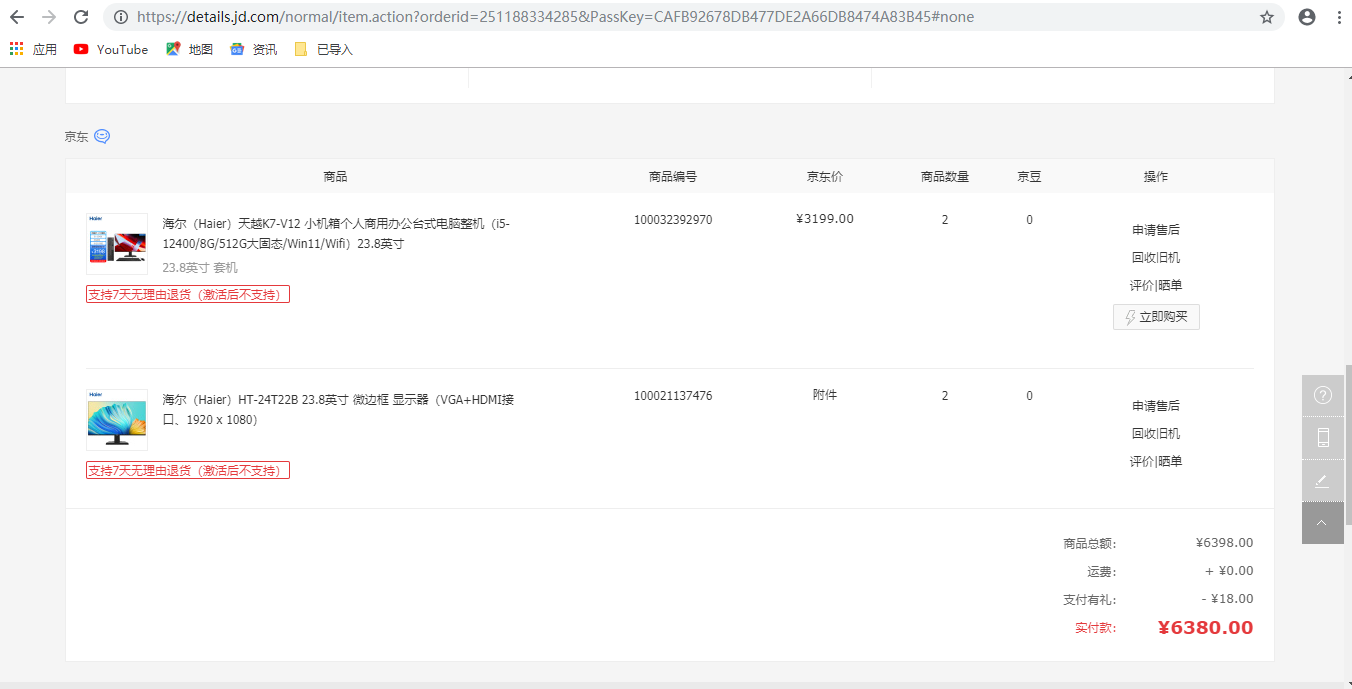 https://details.jd.com/normal/item.action?orderid=251188334285&PassKey=CAFB92678DB477DE2A66DB8474A83B45#none
应用 YouTube 地图 资讯 已导入
京东
商品 商品编号 京东价 商品数量 京豆 操作
Haier
海尔（Haier）天越K7-V12 小机箱个人商用办公台式电脑整机（i5-
12400/8G/512G大固态/Win11/Wifi）23.8英寸
23.8英寸 套机
支持7天无理由退货（激活后不支持）
100032392970
¥3199.00
2
0
申请售后
回收旧机
评价|晒单
立即购买
Haier
海尔（Haier）HT-24T22B 23.8英寸 微边框 显示器（VGA+HDMI接
口、1920 x 1080）
支持7天无理由退货（激活后不支持）
100021137476
附件
2
0
申请售后
回收旧机
评价|晒单
商品总额： ¥6398.00
运费： + ¥0.00
支付有礼： - ¥18.00
实付款： ¥6380.00